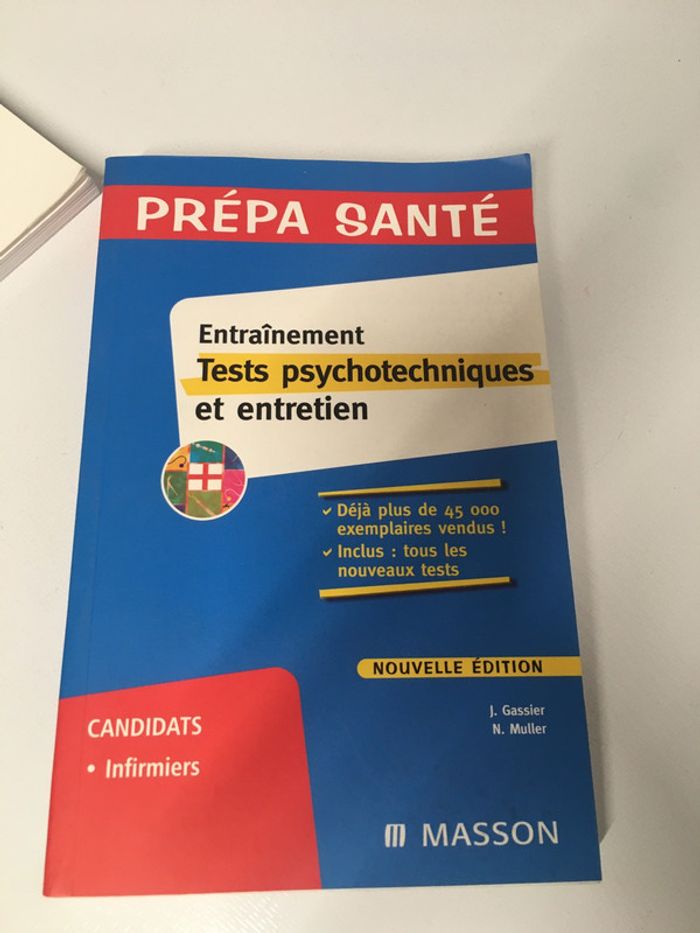 PRÉPA SANTÉ
Entraînement
Tests psychotechniques
et entretien
✓ Déjà plus de 45 000
exemplaires vendus !
✓ Inclus : tous les
nouveaux tests
NOUVELLE ÉDITION
J. Gassier
N. Muller
CANDIDATS
• Infirmiers
m MASSON